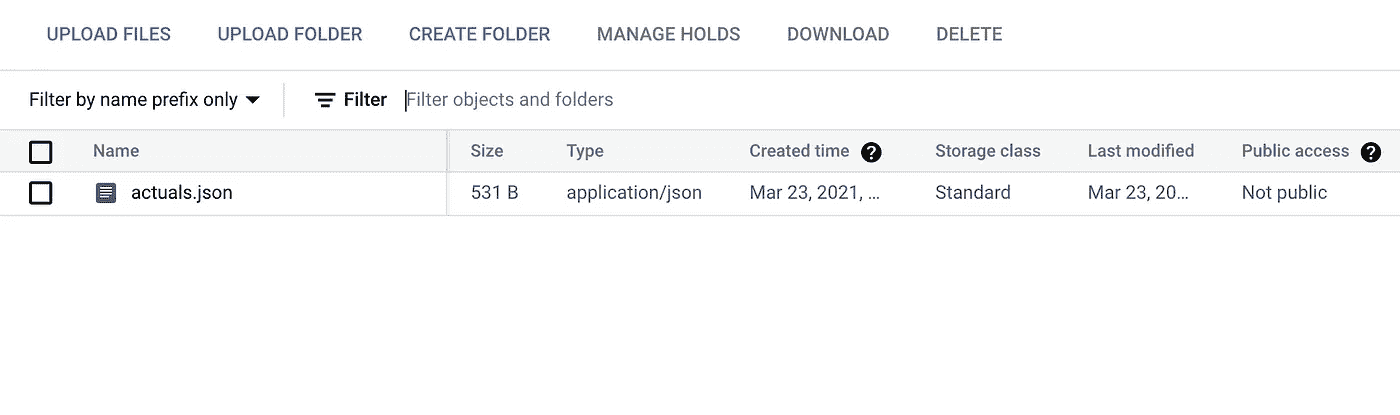 UPLOAD FILES UPLOAD FOLDER CREATE FOLDER MANAGE HOLDS DOWNLOAD DELETE
Filter by name prefix only Filter Filter objects and folders
Name Size Type Created time ? Storage class Last modified Public access ?
actuals.json 531 B application/json Mar 23, 2021, ... Standard Mar 23, 20... Not public